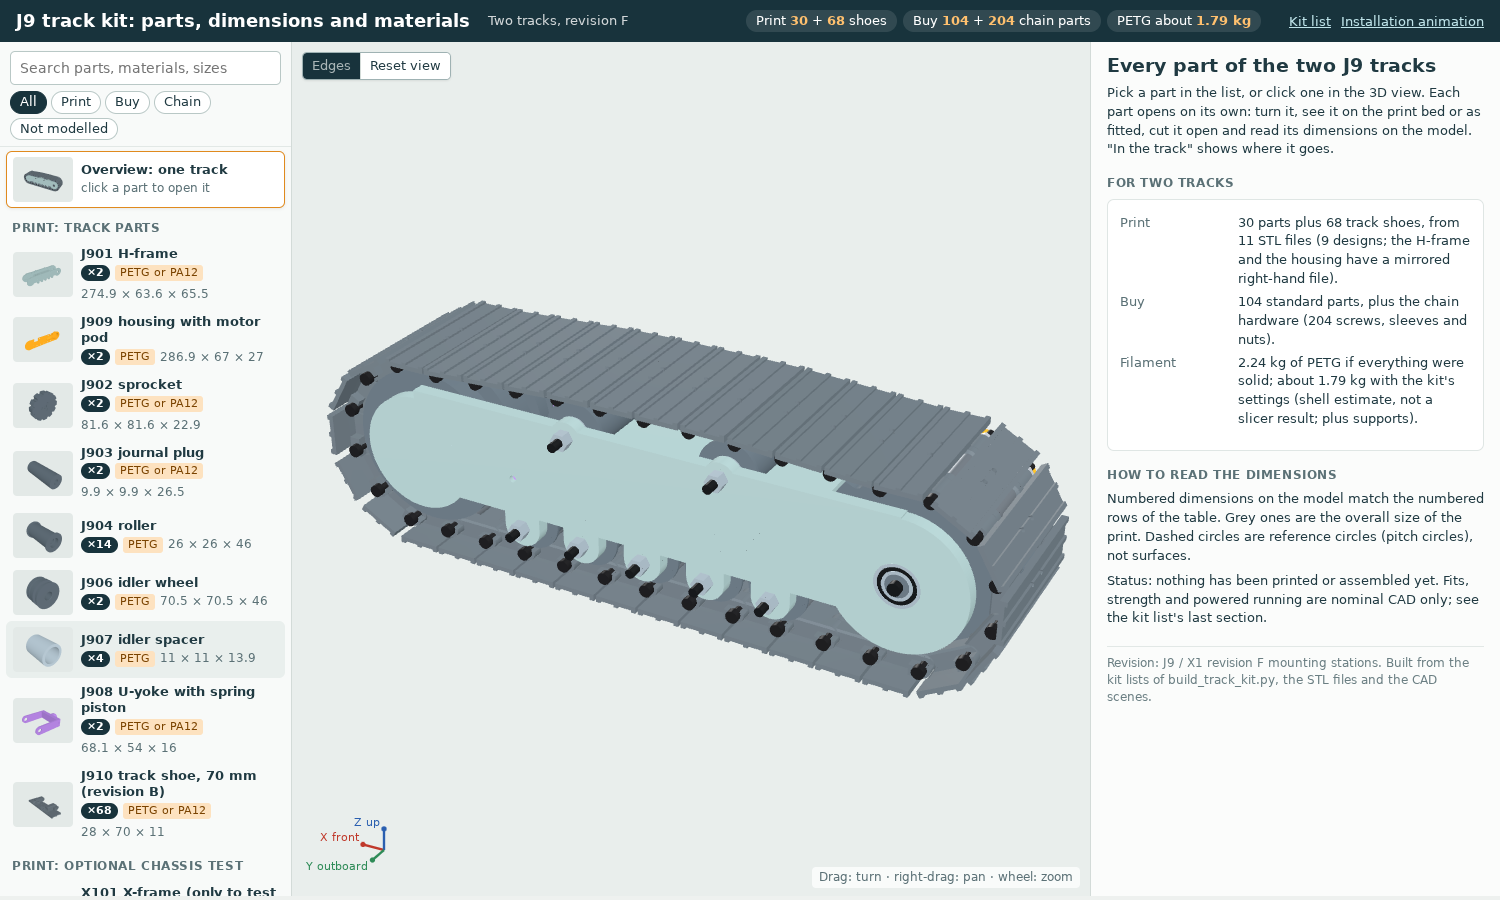 J9 track kit: parts, dimensions and materials
Two tracks, revision F
Print 30 + 68 shoes
Buy 104 + 204 chain parts
PETG about 1.79 kg
Kit list
Installation animation
Search parts, materials, sizes
All
Print
Buy
Chain
Not modelled
Overview: one track
click a part to open it
PRINT: TRACK PARTS
J901 H-frame
×2 PETG or PA12
274.9 × 63.6 × 65.5
J909 housing with motor
pod
×2 PETG 286.9 × 67 × 27
J902 sprocket
×2 PETG or PA12
81.6 × 81.6 × 22.9
J903 journal plug
×2 PETG or PA12
9.9 × 9.9 × 26.5
J904 roller
×14 PETG 26 × 26 × 46
J906 idler wheel
×2 PETG 70.5 × 70.5 × 46
J907 idler spacer
×4 PETG 11 × 11 × 13.9
J908 U-yoke with spring
piston
×2 PETG or PA12
68.1 × 54 × 16
J910 track shoe, 70 mm
(revision B)
×68 PETG or PA12
28 × 70 × 11
PRINT: OPTIONAL CHASSIS TEST
X101 X-frame (only to test
Edges
Reset view
Z up
X front
Y outboard
Drag: turn · right-drag: pan · wheel: zoom
Every part of the two J9 tracks
Pick a part in the list, or click one in the 3D view. Each
part opens on its own: turn it, see it on the print bed or as
fitted, cut it open and read its dimensions on the model.
"In the track" shows where it goes.
FOR TWO TRACKS
Print 30 parts plus 68 track shoes, from
11 STL files (9 designs; the H-frame
and the housing have a mirrored
right-hand file).
Buy 104 standard parts, plus the chain
hardware (204 screws, sleeves and
nuts).
Filament 2.24 kg of PETG if everything were
solid; about 1.79 kg with the kit's
settings (shell estimate, not a
slicer result; plus supports).
HOW TO READ THE DIMENSIONS
Numbered dimensions on the model match the numbered
rows of the table. Grey ones are the overall size of the
print. Dashed circles are reference circles (pitch circles),
not surfaces.
Status: nothing has been printed or assembled yet. Fits,
strength and powered running are nominal CAD only; see
the kit list's last section.
Revision: J9 / X1 revision F mounting stations. Built from the
kit lists of build_track_kit.py, the STL files and the CAD
scenes.